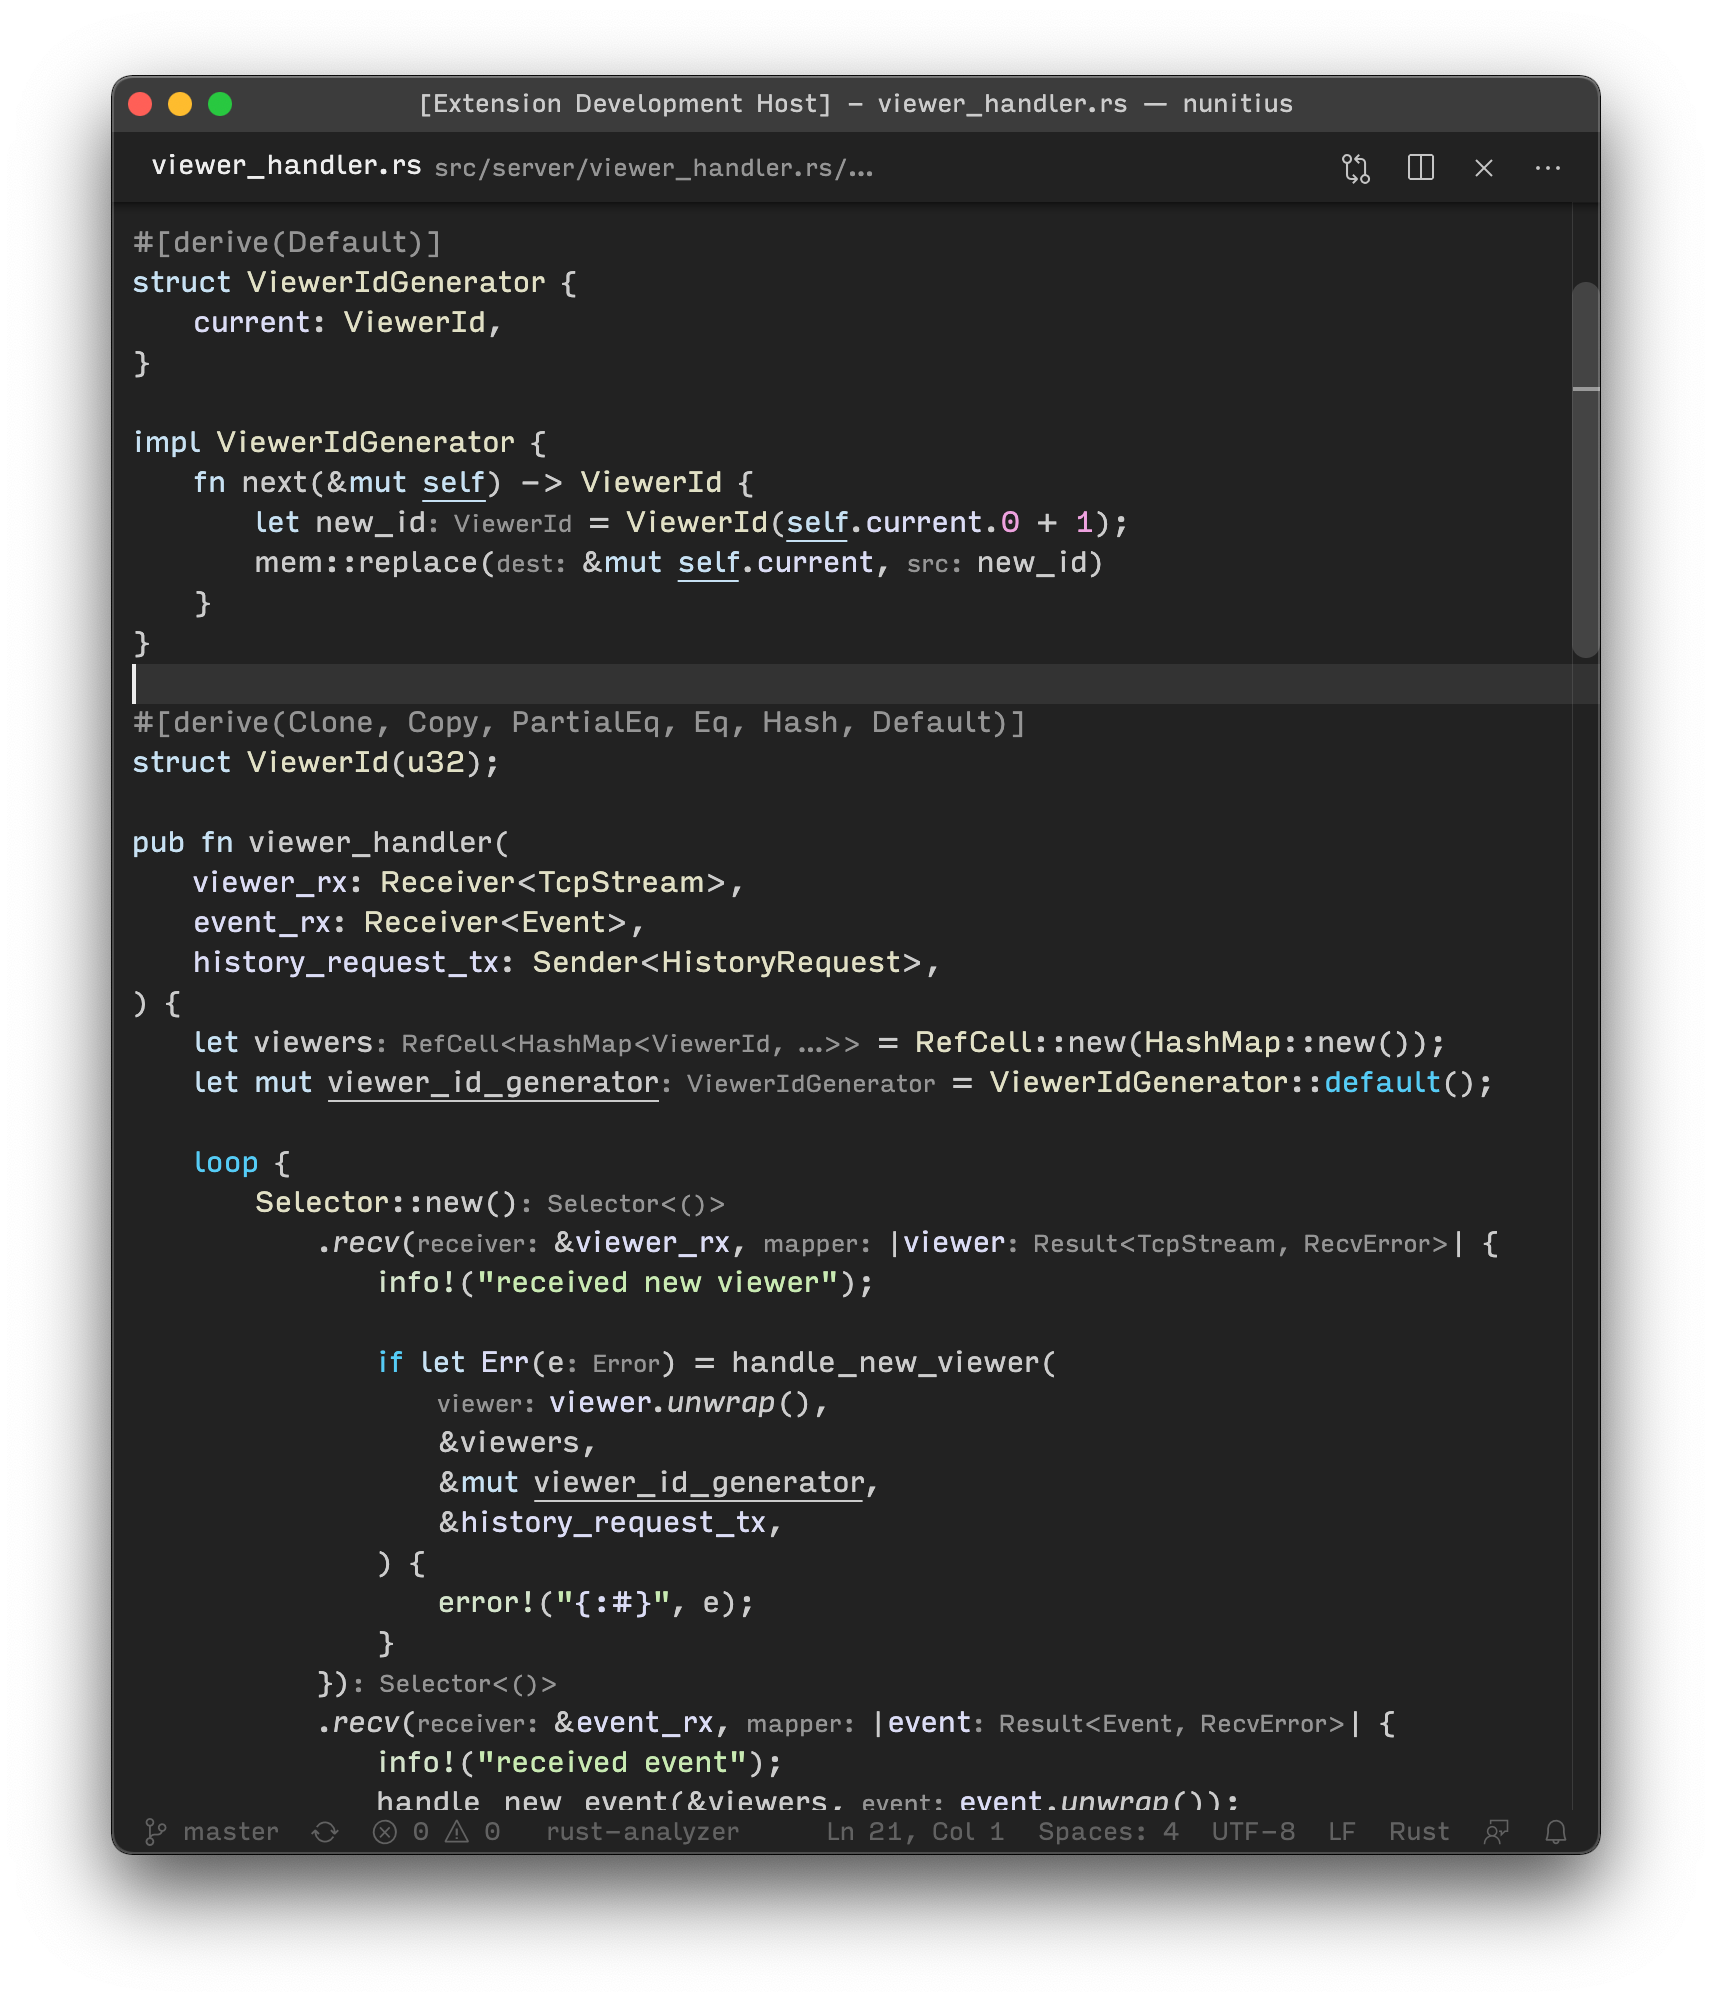 [Extension Development Host] – viewer_handler.rs — nunitius
viewer_handler.rs src/server/viewer_handler.rs/...
#[derive(Default)]
struct ViewerIdGenerator {
    current: ViewerId,
}
impl ViewerIdGenerator {
    fn next(&mut self) -> ViewerId {
        let new_id: ViewerId = ViewerId(self.current.0 + 1);
        mem::replace(dest: &mut self.current, src: new_id)
    }
}
#[derive(Clone, Copy, PartialEq, Eq, Hash, Default)]
struct ViewerId(u32);
pub fn viewer_handler(
    viewer_rx: Receiver<TcpStream>,
    event_rx: Receiver<Event>,
    history_request_tx: Sender<HistoryRequest>,
) {
    let viewers: RefCell<HashMap<ViewerId, ...>> = RefCell::new(HashMap::new());
    let mut viewer_id_generator: ViewerIdGenerator = ViewerIdGenerator::default();
    loop {
        Selector::new(): Selector<()>
            .recv(receiver: &viewer_rx, mapper: |viewer: Result<TcpStream, RecvError>| {
                info!("received new viewer");
                if let Err(e: Error) = handle_new_viewer(
                    viewer: viewer.unwrap(),
                    &viewers,
                    &mut viewer_id_generator,
                    &history_request_tx,
                ) {
                    error!("{:#}", e);
                }
            }): Selector<()>
            .recv(receiver: &event_rx, mapper: |event: Result<Event, RecvError>| {
                info!("received event");
                handle_new_event(&viewers, event: event.unwrap());
master 0 0 rust-analyzer Ln 21, Col 1 Spaces: 4 UTF-8 LF Rust